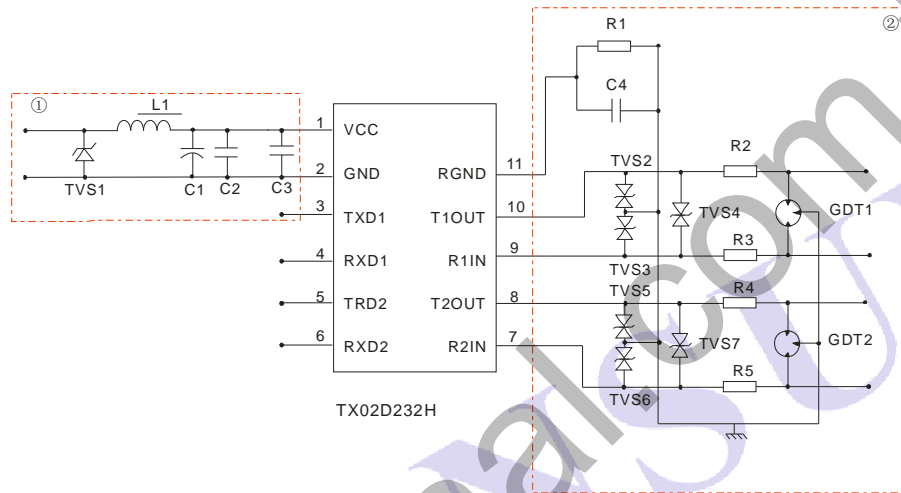 ②
R1
①
L1
C4
1
VCC
R2
2
GND
RGND
11
TVS2
TVS1
C1
C2
C3
3
TXD1
T1OUT
10
TVS4
GDT1
4
RXD1
R1IN
9
R3
TVS3
5
TRD2
T2OUT
8
TVS5
R4
6
RXD2
R2IN
7
TVS7
GDT2
R5
TVS6
TX02D232H